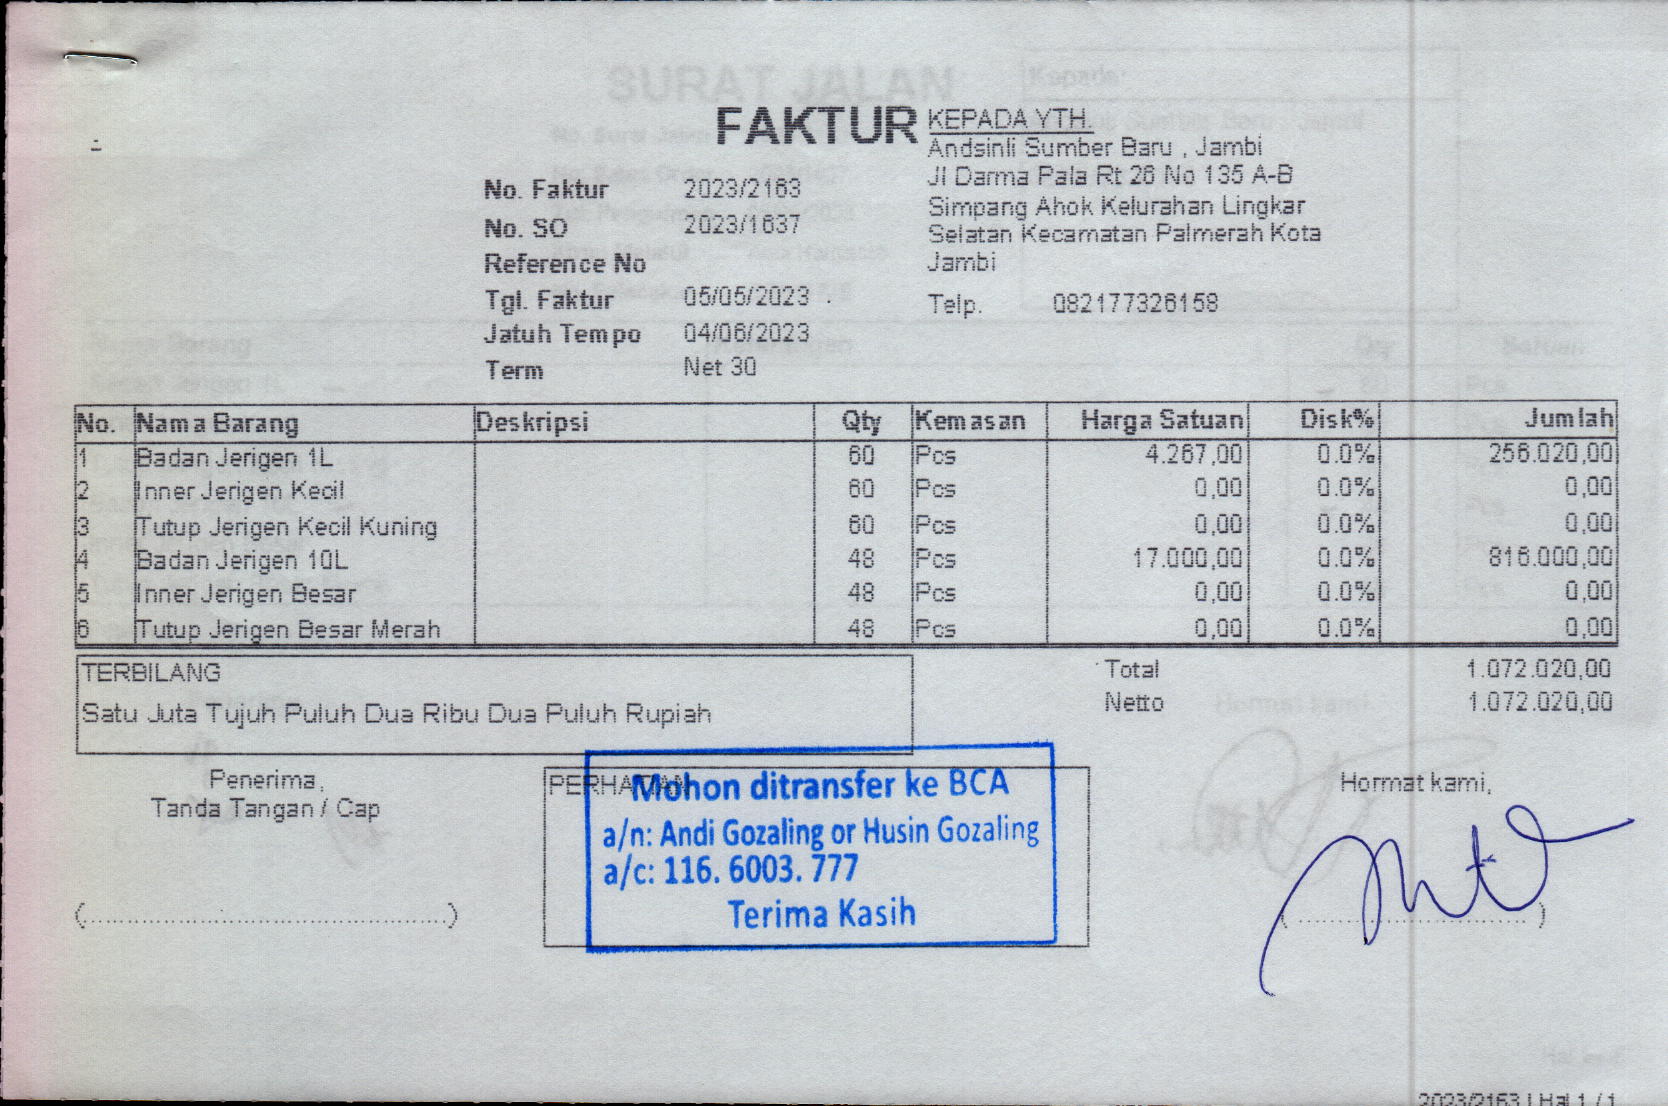 FAKTUR
KEPADA YTH.
Andsinli Sumber Baru , Jambi
Jl Darma Pala Rt 26 No 135 A-B
Simpang Ahok Kelurahan Lingkar
Selatan Kecamatan Palmerah Kota
Jambi
Telp. 082177326158
No. Faktur 2023/2163
No. SO 2023/1637
Reference No
Tgl. Faktur 05/05/2023
Jatuh Tempo 04/06/2023
Term Net 30
No. Nama Barang Deskripsi Qty Kemasan Harga Satuan Disk% Jumlah
1 Badan Jerigen 1L 60 Pcs 4.267,00 0.0% 256.020,00
2 Inner Jerigen Kecil 60 Pcs 0,00 0.0% 0,00
3 Tutup Jerigen Kecil Kuning 60 Pcs 0,00 0.0% 0,00
4 Badan Jerigen 10L 48 Pcs 17.000,00 0.0% 816.000,00
5 Inner Jerigen Besar 48 Pcs 0,00 0.0% 0,00
6 Tutup Jerigen Besar Merah 48 Pcs 0,00 0.0% 0,00
TERBILANG
Satu Juta Tujuh Puluh Dua Ribu Dua Puluh Rupiah
Total 1.072.020,00
Netto 1.072.020,00
Penerima,
Tanda Tangan / Cap
PERHATIAN
Mohon ditransfer ke BCA
a/n: Andi Gozaling or Husin Gozaling
a/c: 116. 6003. 777
Terima Kasih
Hormat kami,
2023/2163 | Hal 1 / 1